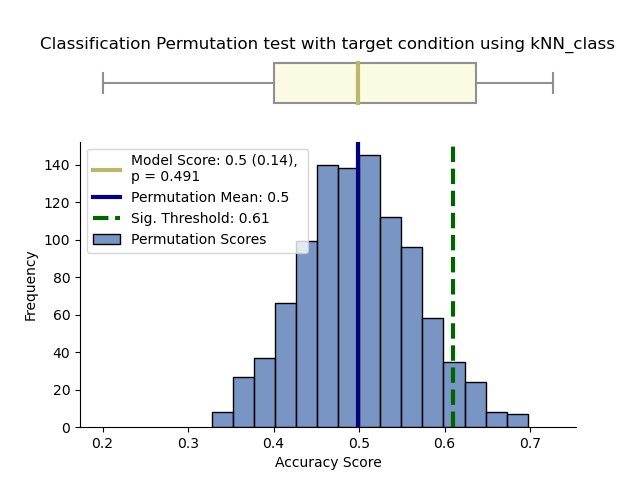 Classification Permutation test with target condition using kNN_class
Model Score: 0.5 (0.14),
p = 0.491
Permutation Mean: 0.5
Sig. Threshold: 0.61
Permutation Scores
Frequency
140
120
100
80
60
40
20
0
0.2 0.3 0.4 0.5 0.6 0.7
Accuracy Score